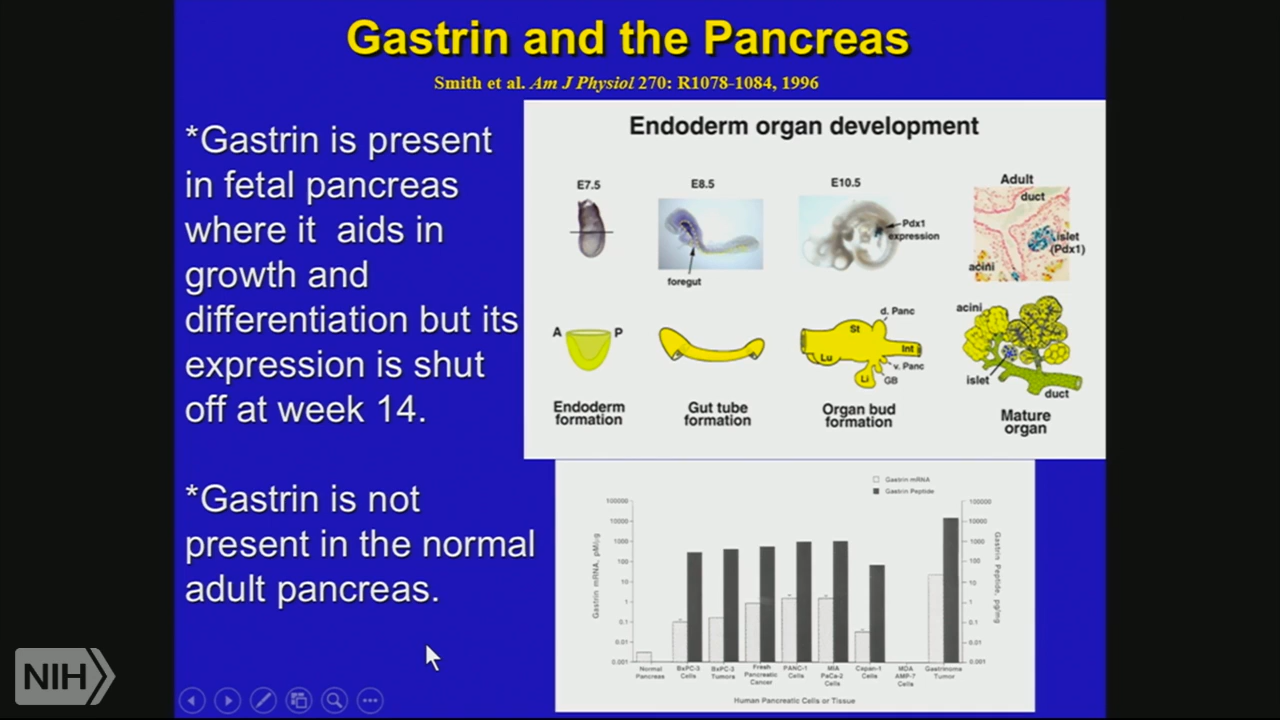 Gastrin and the Pancreas
Smith et al. Am J Physiol 270: R1078-1084, 1996
*Gastrin is present
in fetal pancreas
where it aids in
growth and
differentiation but its
expression is shut
off at week 14.
*Gastrin is not
present in the normal
adult pancreas.
Endoderm organ development
E7.5
E8.5
E10.5
Adult
foregut
Pdx1
expression
duct
islet
(Pdx1)
acini
A
P
St
d. Panc
Int
Lu
v. Panc
Li
GB
acini
islet
duct
Endoderm
formation
Gut tube
formation
Organ bud
formation
Mature
organ
Gastrin mRNA
Gastrin Peptide
100000
10000
1000
100
10
1
0.1
0.01
0.001
Gastrin mRNA, pM/µg
100000
10000
1000
100
10
1
0.1
0.01
0.001
Gastrin Peptide, pg/mg
Normal
Pancreas
BxPC-3
Cells
BxPC-3
Tumors
Fresh
Pancreatic
Cancer
PANC-1
Cells
MIA
PaCa-2
Cells
Capan-1
Cells
MDA
AMP-7
Cells
Gastrinoma
Tumor
Human Pancreatic Cells or Tissue
NIH